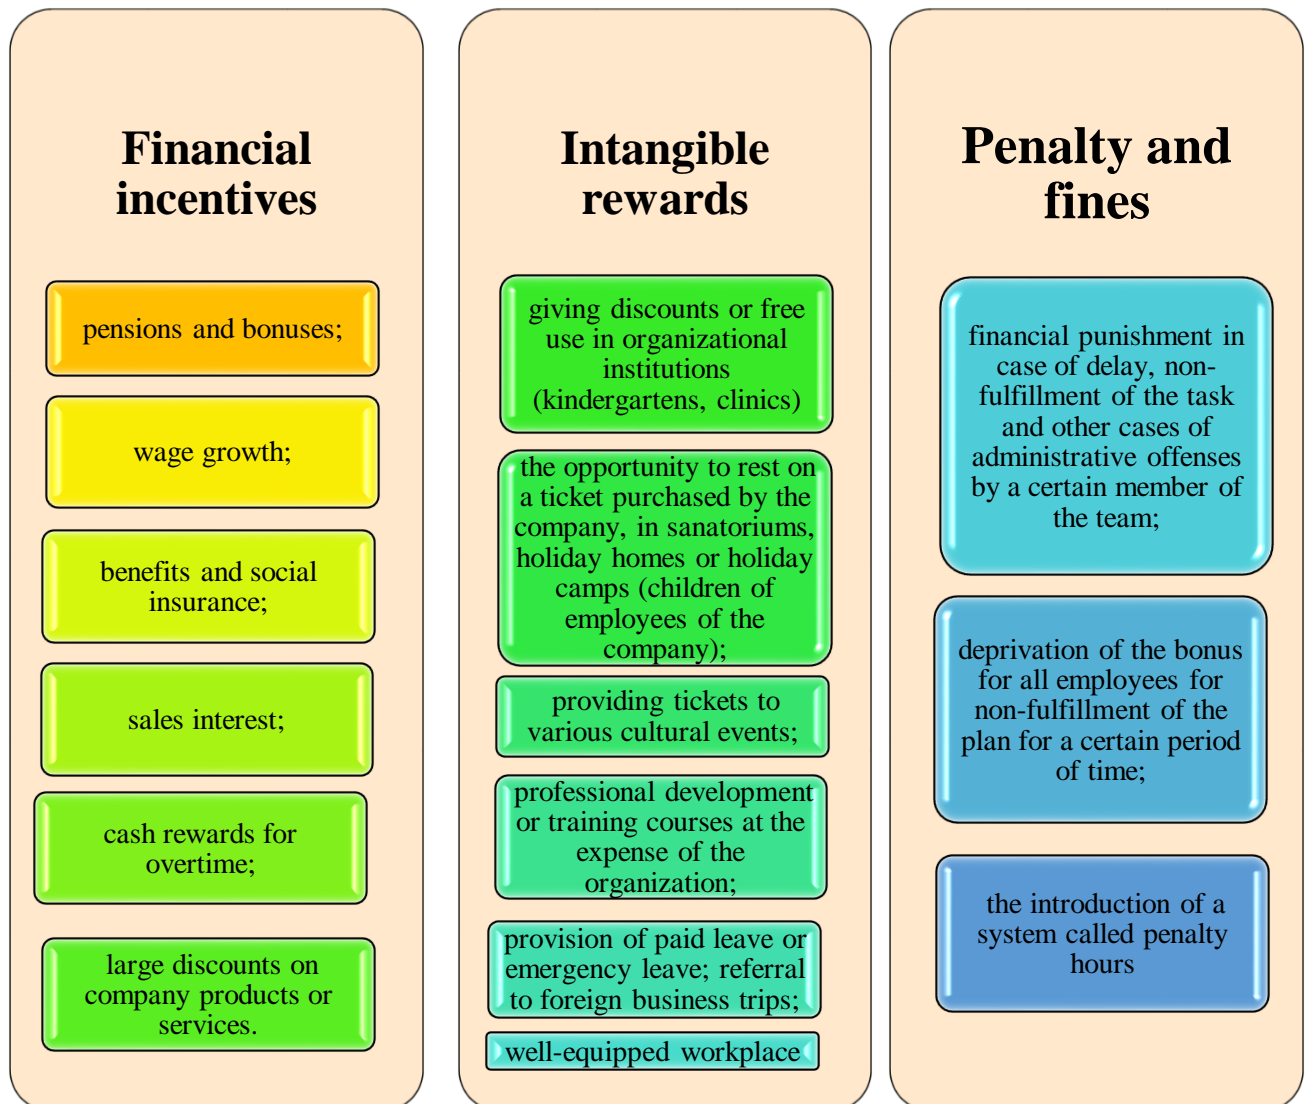 Financial
incentives
pensions and bonuses;
wage growth;
benefits and social
insurance;
sales interest;
cash rewards for
overtime;
large discounts on
company products or
services.
Intangible
rewards
giving discounts or free
use in organizational
institutions
(kindergartens, clinics)
the opportunity to rest on
a ticket purchased by the
company, in sanatoriums,
holiday homes or holiday
camps (children of
employees of the
company);
providing tickets to
various cultural events;
professional development
or training courses at the
expense of the
organization;
provision of paid leave or
emergency leave; referral
to foreign business trips;
well-equipped workplace
Penalty and
fines
financial punishment in
case of delay, non-
fulfillment of the task
and other cases of
administrative offenses
by a certain member of
the team;
deprivation of the bonus
for all employees for
non-fulfillment of the
plan for a certain period
of time;
the introduction of a
system called penalty
hours